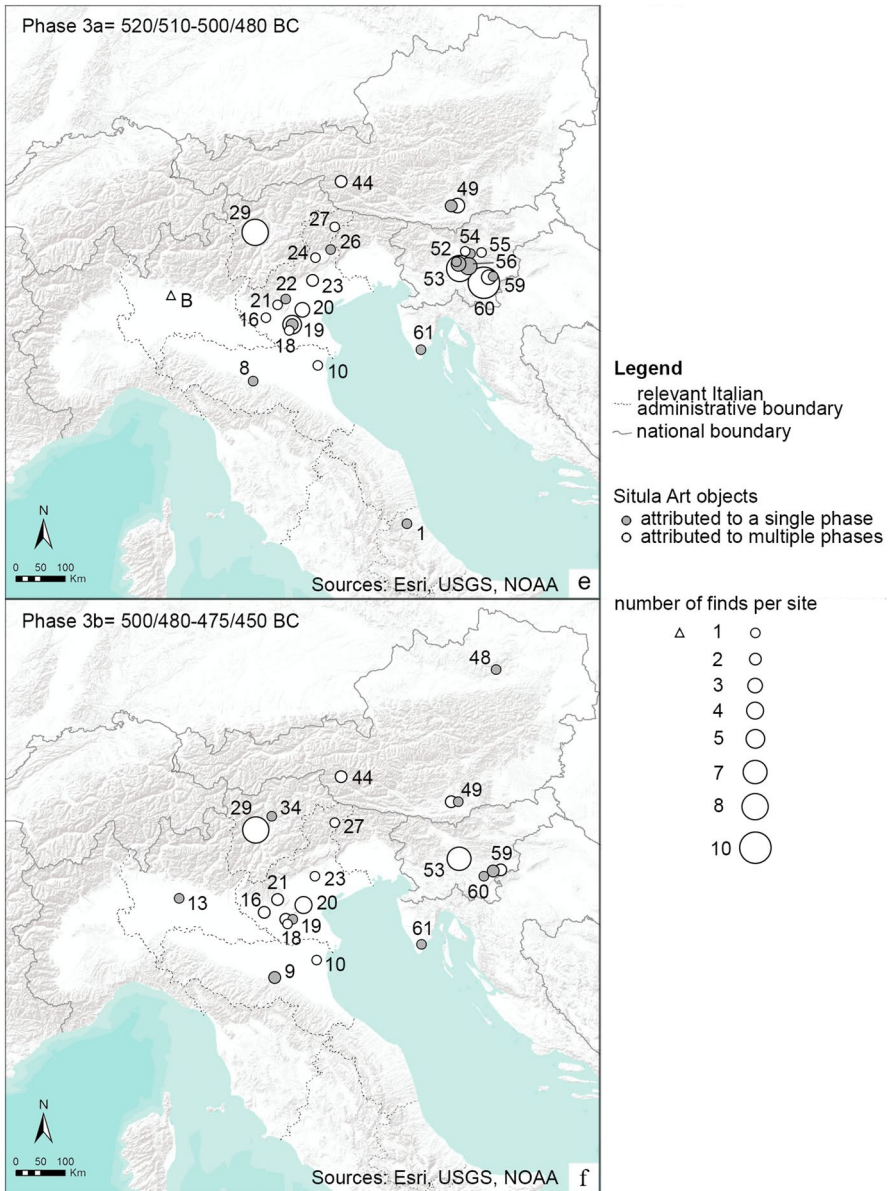 Phase 3a= 520/510-500/480 BC
44
49
29
27
54
55
26
52
24
56
53
23
59
22
B
21
20
60
16
19
61
18
8
10
1
N
0 50 100
Km
Sources: Esri, USGS, NOAA
e
Phase 3b= 500/480-475/450 BC
48
44
49
34
29
27
53
59
23
21
60
13
16
20
19
18
61
10
9
N
0 50 100
Km
Sources: Esri, USGS, NOAA
f
Legend
relevant Italian
administrative boundary
national boundary
Situla Art objects
attributed to a single phase
attributed to multiple phases
number of finds per site
1
2
3
4
5
7
8
10